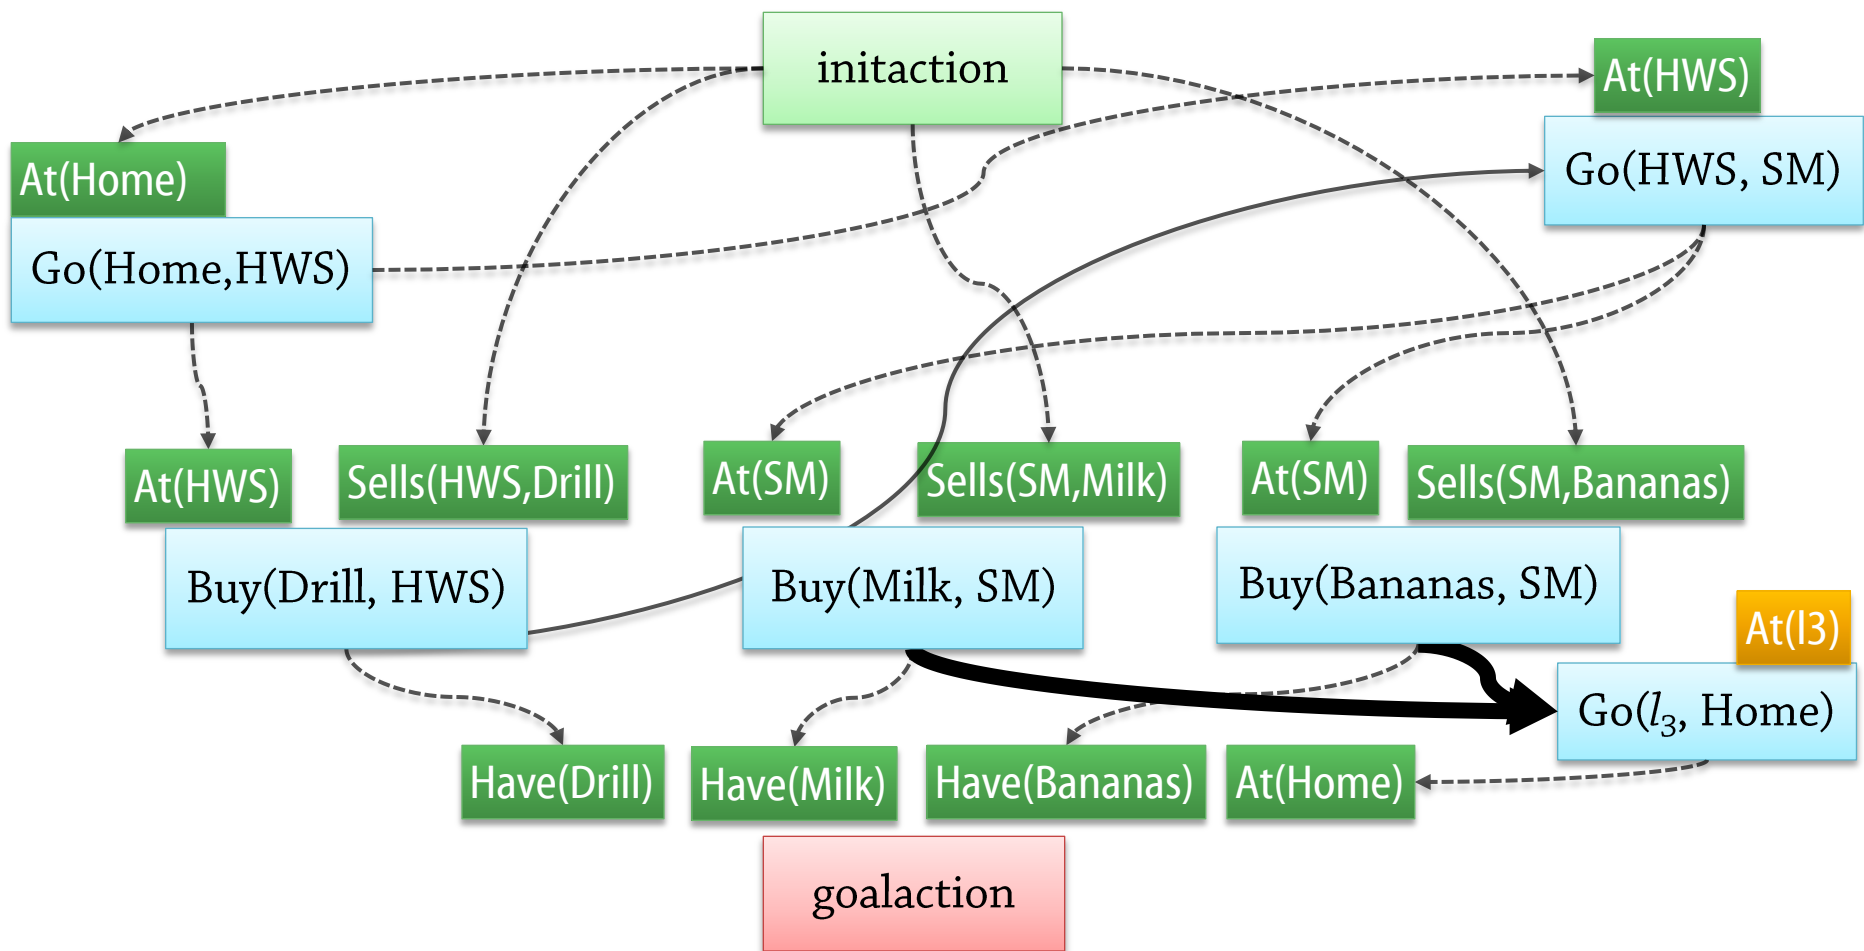 initaction
At(HWS)
Go(HWS, SM)
At(Home)
Go(Home,HWS)
At(HWS)
Sells(HWS,Drill)
At(SM)
Sells(SM,Milk)
At(SM)
Sells(SM,Bananas)
Buy(Drill, HWS)
Buy(Milk, SM)
Buy(Bananas, SM)
At(l3)
Go(l₃, Home)
Have(Drill)
Have(Milk)
Have(Bananas)
At(Home)
goalaction